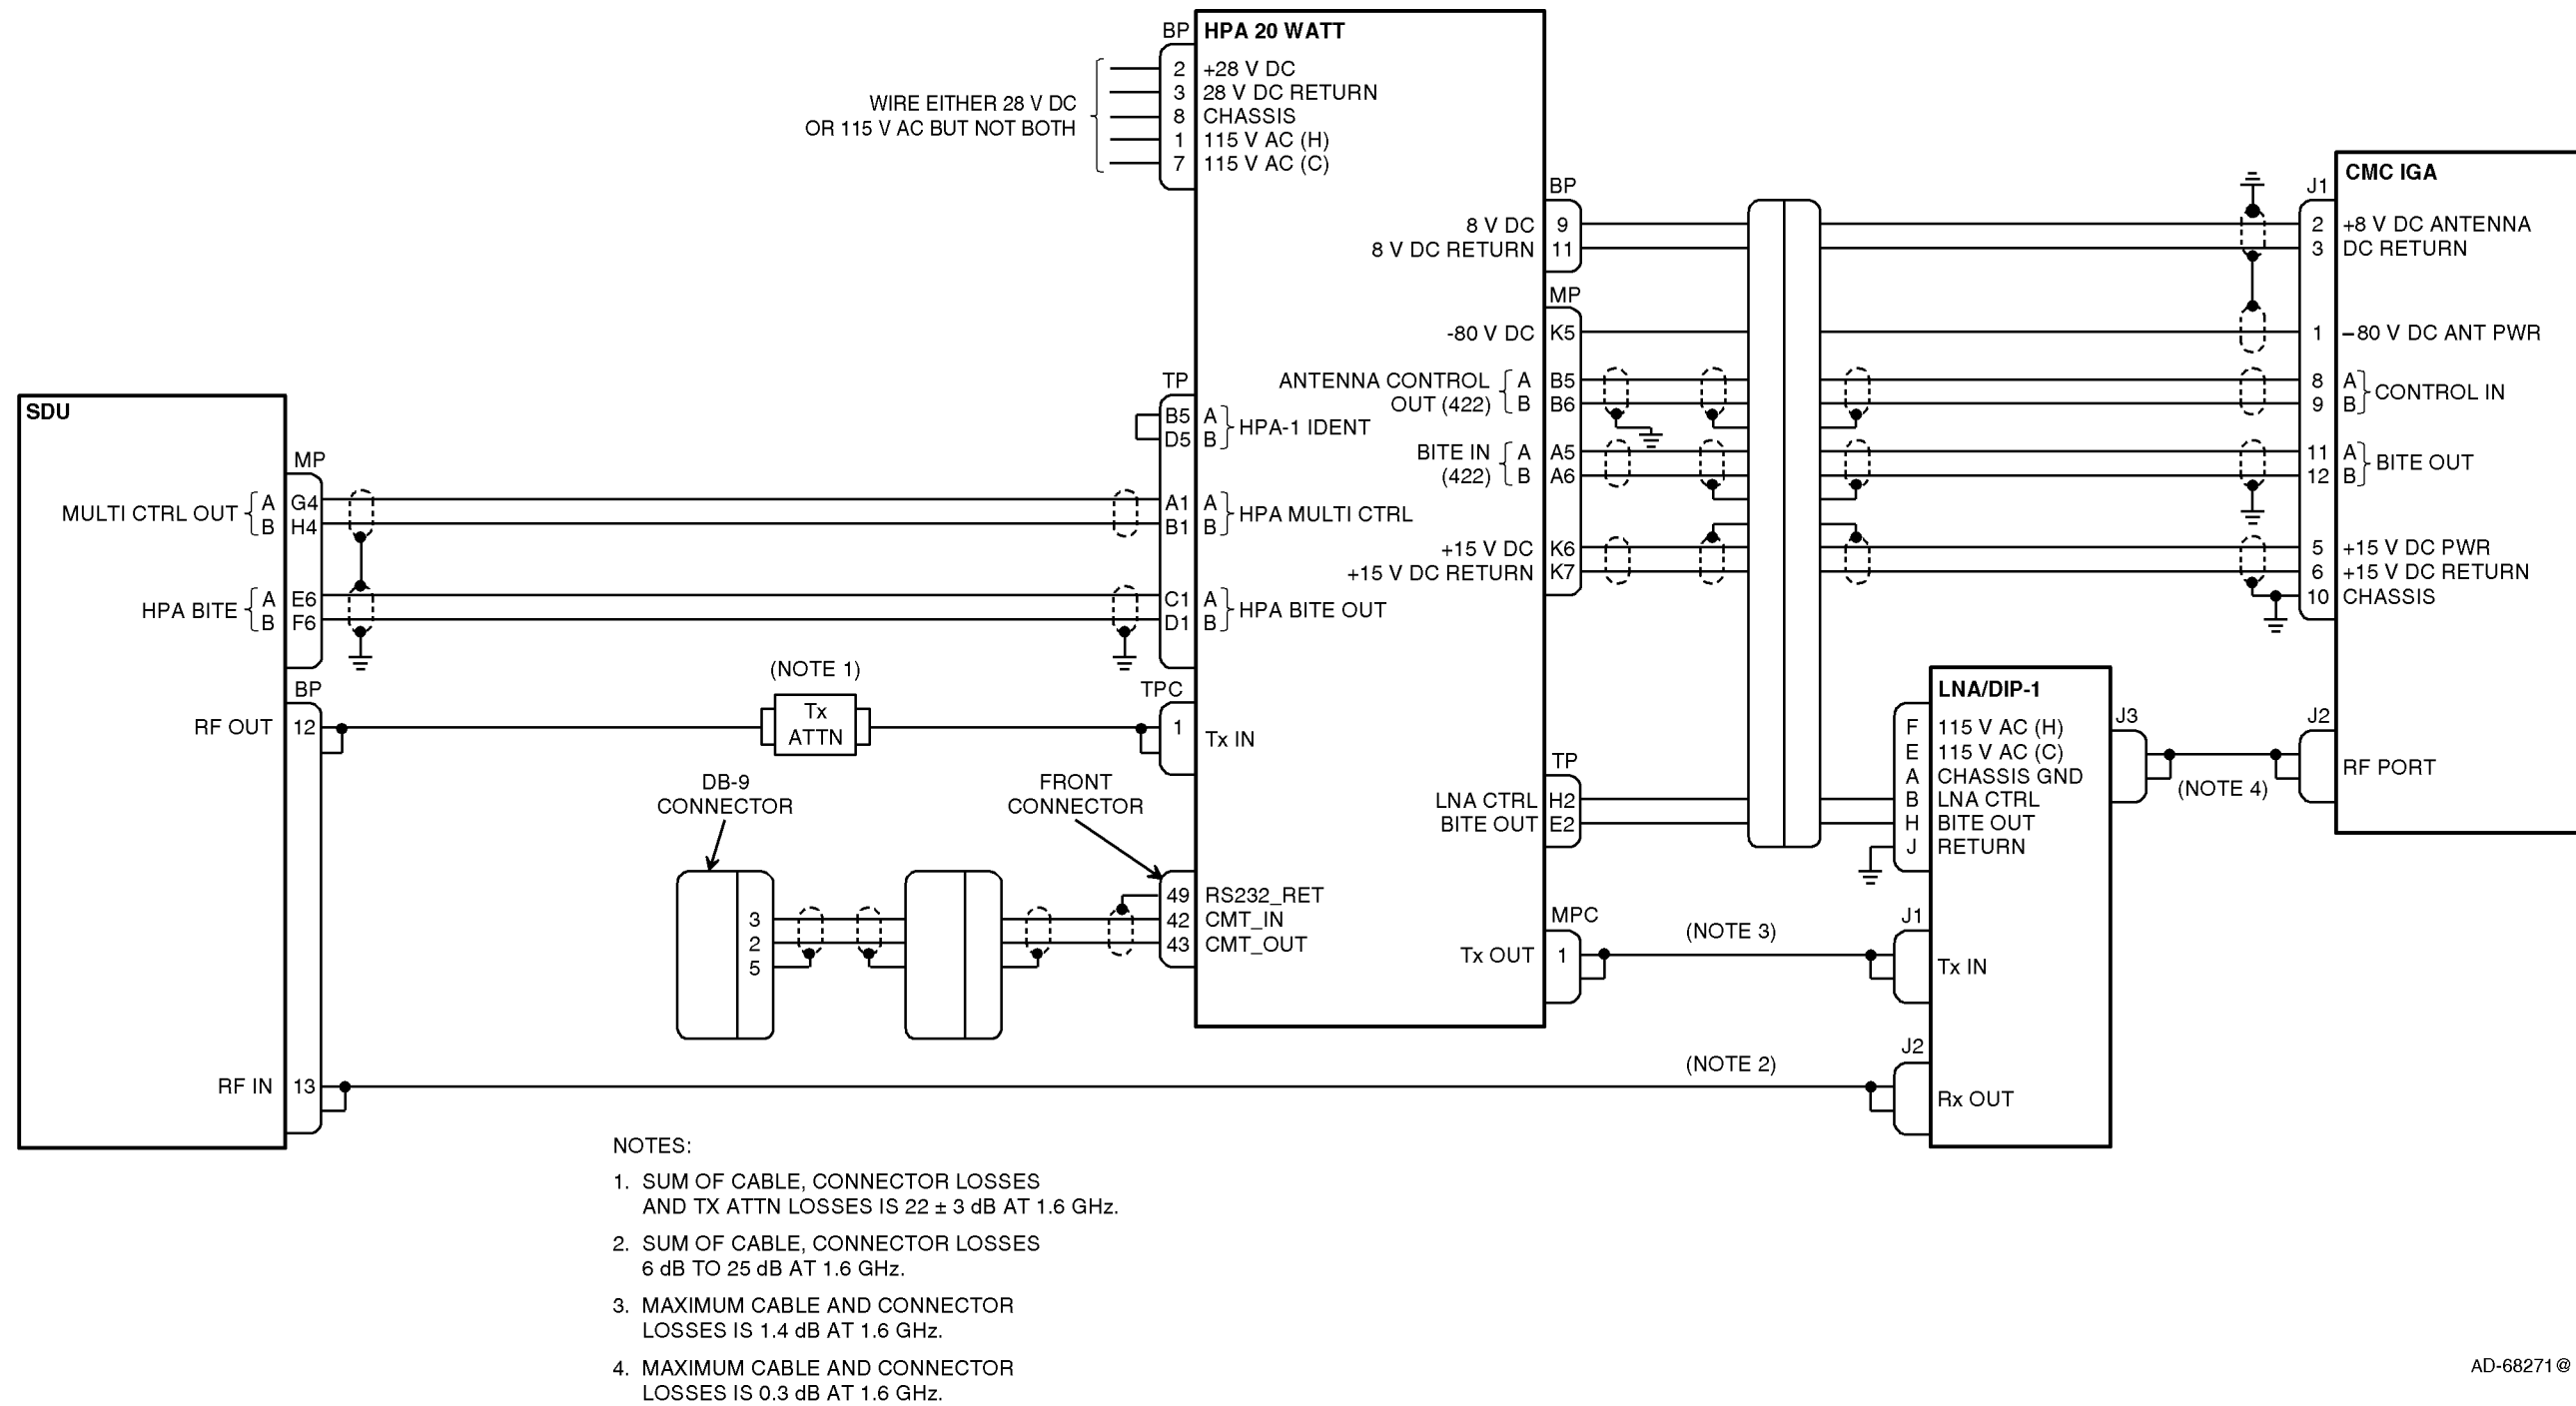 BP
HPA 20 WATT
WIRE EITHER 28 V DC
OR 115 V AC BUT NOT BOTH
2 +28 V DC
3 28 V DC RETURN
8 CHASSIS
1 115 V AC (H)
7 115 V AC (C)
BP
8 V DC 9
8 V DC RETURN 11
MP
-80 V DC K5
ANTENNA CONTROL A B5
OUT (422) B B6
BITE IN A A5
(422) B A6
+15 V DC K6
+15 V DC RETURN K7
J1
CMC IGA
2 +8 V DC ANTENNA
3 DC RETURN
1 –80 V DC ANT PWR
8 A
9 B
CONTROL IN
11 A
12 B
BITE OUT
5 +15 V DC PWR
6 +15 V DC RETURN
10 CHASSIS
SDU
MP
MULTI CTRL OUT
A G4
B H4
HPA BITE
A E6
B F6
TP
B5 A
D5 B
HPA-1 IDENT
A1 A
B1 B
HPA MULTI CTRL
C1 A
D1 B
HPA BITE OUT
BP
RF OUT 12
(NOTE 1)
Tx
ATTN
TPC
1 Tx IN
DB-9
CONNECTOR
FRONT
CONNECTOR
3
2
5
49 RS232_RET
42 CMT_IN
43 CMT_OUT
TP
LNA CTRL H2
BITE OUT E2
MPC
Tx OUT 1
(NOTE 3)
LNA/DIP-1
F 115 V AC (H)
E 115 V AC (C)
A CHASSIS GND
B LNA CTRL
H BITE OUT
J RETURN
J3
(NOTE 4)
J2
RF PORT
J1
Tx IN
J2
Rx OUT
RF IN 13
(NOTE 2)
NOTES:
1. SUM OF CABLE, CONNECTOR LOSSES
AND TX ATTN LOSSES IS 22 ± 3 dB AT 1.6 GHz.
2. SUM OF CABLE, CONNECTOR LOSSES
6 dB TO 25 dB AT 1.6 GHz.
3. MAXIMUM CABLE AND CONNECTOR
LOSSES IS 1.4 dB AT 1.6 GHz.
4. MAXIMUM CABLE AND CONNECTOR
LOSSES IS 0.3 dB AT 1.6 GHz.
AD-68271@